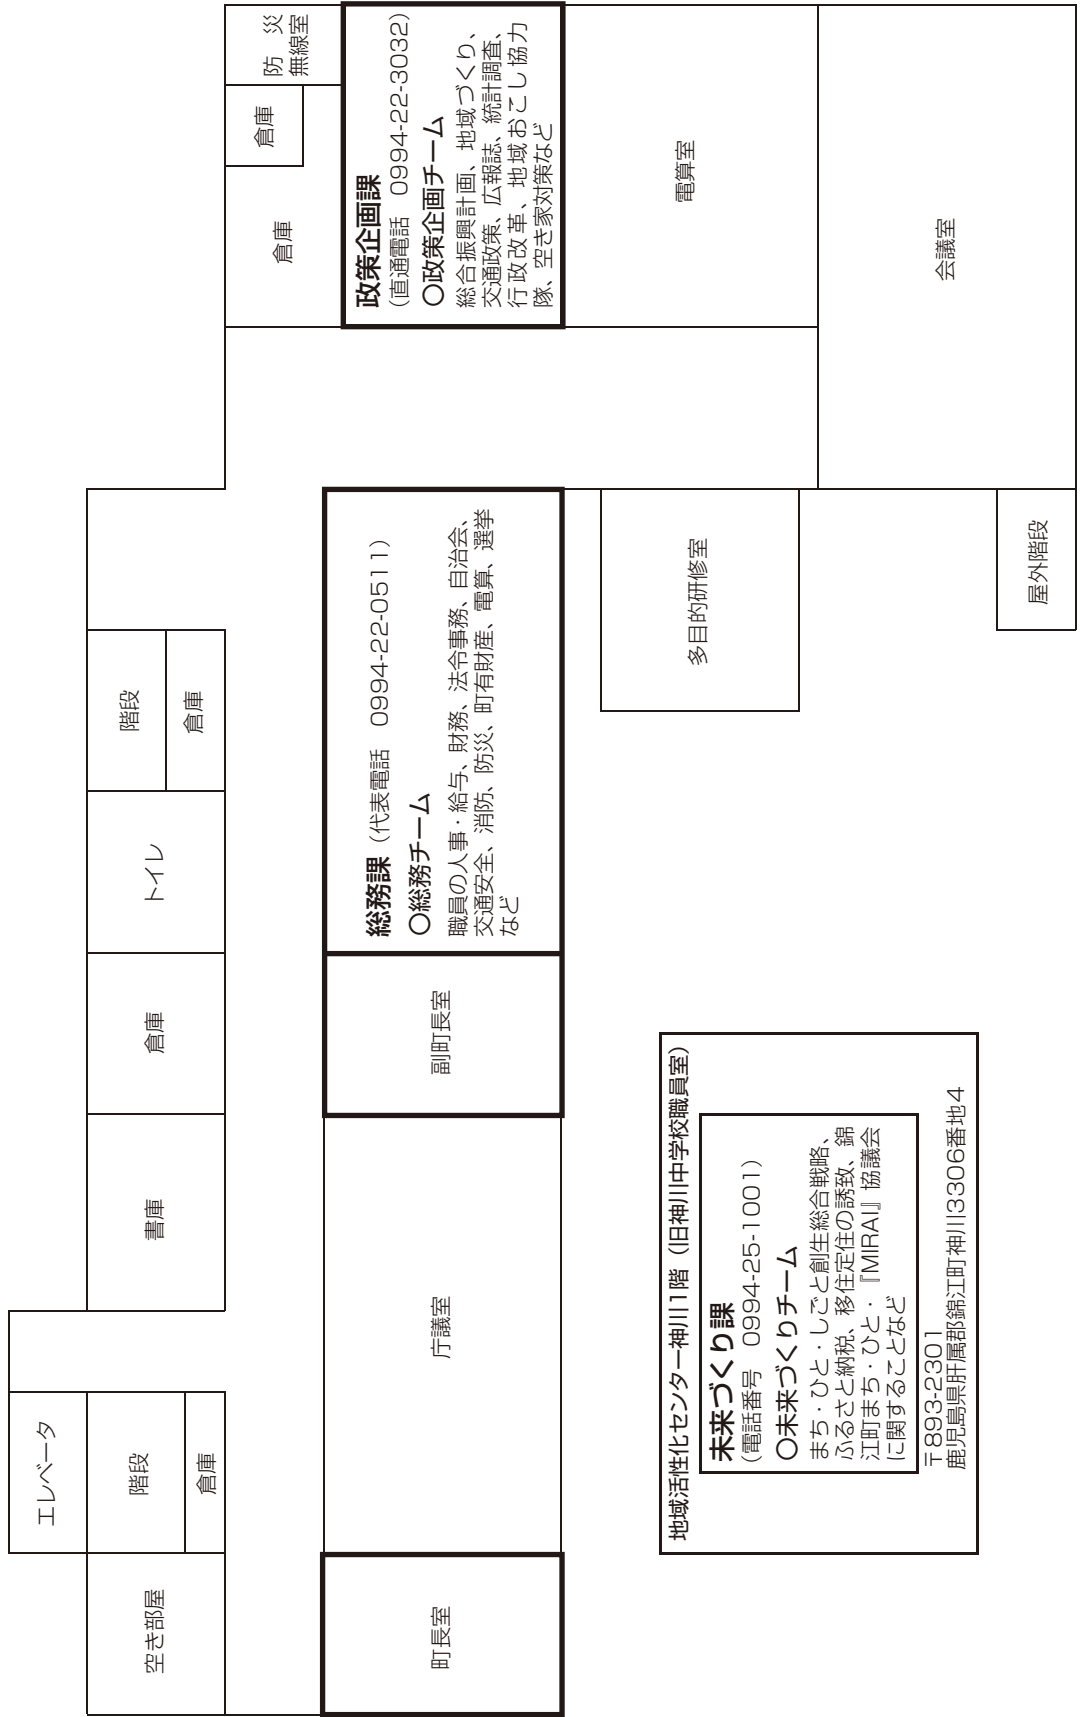 エレベータ
空き部屋
階段
倉庫
書庫
倉庫
トイレ
階段
倉庫
倉庫
倉庫
防　災
無線室
町長室
庁議室
副町長室
総務課（代表電話　0994-22-0511）
〇総務チーム
職員の人事・給与、財務、法令事務、自治会、
交通安全、消防、防災、町有財産、電算、選挙
など
政策企画課
（直通電話　0994-22-3032）
〇政策企画チーム
総合振興計画、地域づくり、
交通政策、広報誌、統計調査、
行政改革、地域おこし協力
隊、空き家対策など
電算室
多目的研修室
会議室
屋外階段
地域活性化センター神川1階（旧神川中学校職員室）
未来づくり課
（電話番号　0994-25-1001）
〇未来づくりチーム
まち・ひと・しごと創生総合戦略、
ふるさと納税、移住定住の誘致、錦
江町まち・ひと・『MIRAI』協議会
に関することなど
〒893-2301
鹿児島県肝属郡錦江町神川3306番地4